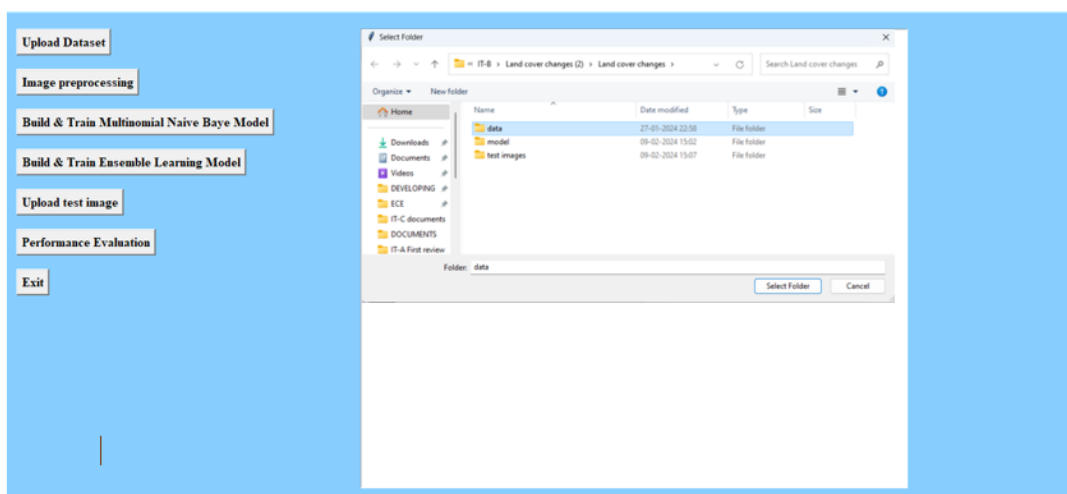 Upload Dataset
Image preprocessing
Build & Train Multinomial Naive Baye Model
Build & Train Ensemble Learning Model
Upload test image
Performance Evaluation
Exit
Select Folder
« IT-B › Land cover changes (2) › Land cover changes ›
Search Land cover changes
Organize New folder
Home
Downloads
Documents
Videos
DEVELOPING
ECE
IT-C documents
DOCUMENTS
IT-A First review
Name Date modified Type Size
data 27-01-2024 22:58 File folder
model 09-02-2024 15:02 File folder
test images 09-02-2024 15:07 File folder
Folder: data
Select Folder Cancel